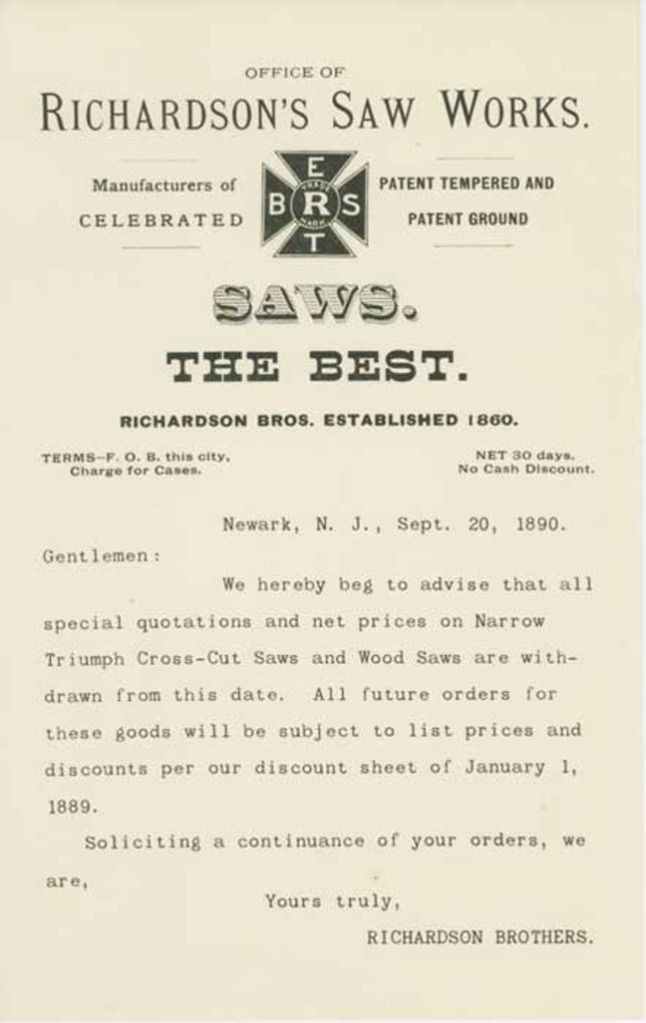 OFFICE OF
RICHARDSON'S SAW WORKS.
Manufacturers of
CELEBRATED
E
TRADE
B R S
MARK
T
PATENT TEMPERED AND
PATENT GROUND
SAWS.
THE BEST.
RICHARDSON BROS. ESTABLISHED 1860.
TERMS—F. O. B. this city,
Charge for Cases.
NET 30 days.
No Cash Discount.
Newark, N. J., Sept. 20, 1890.
Gentlemen:
We hereby beg to advise that all
special quotations and net prices on Narrow
Triumph Cross-Cut Saws and Wood Saws are with-
drawn from this date. All future orders for
these goods will be subject to list prices and
discounts per our discount sheet of January 1,
1889.
Soliciting a continuance of your orders, we
are,
Yours truly,
RICHARDSON BROTHERS.